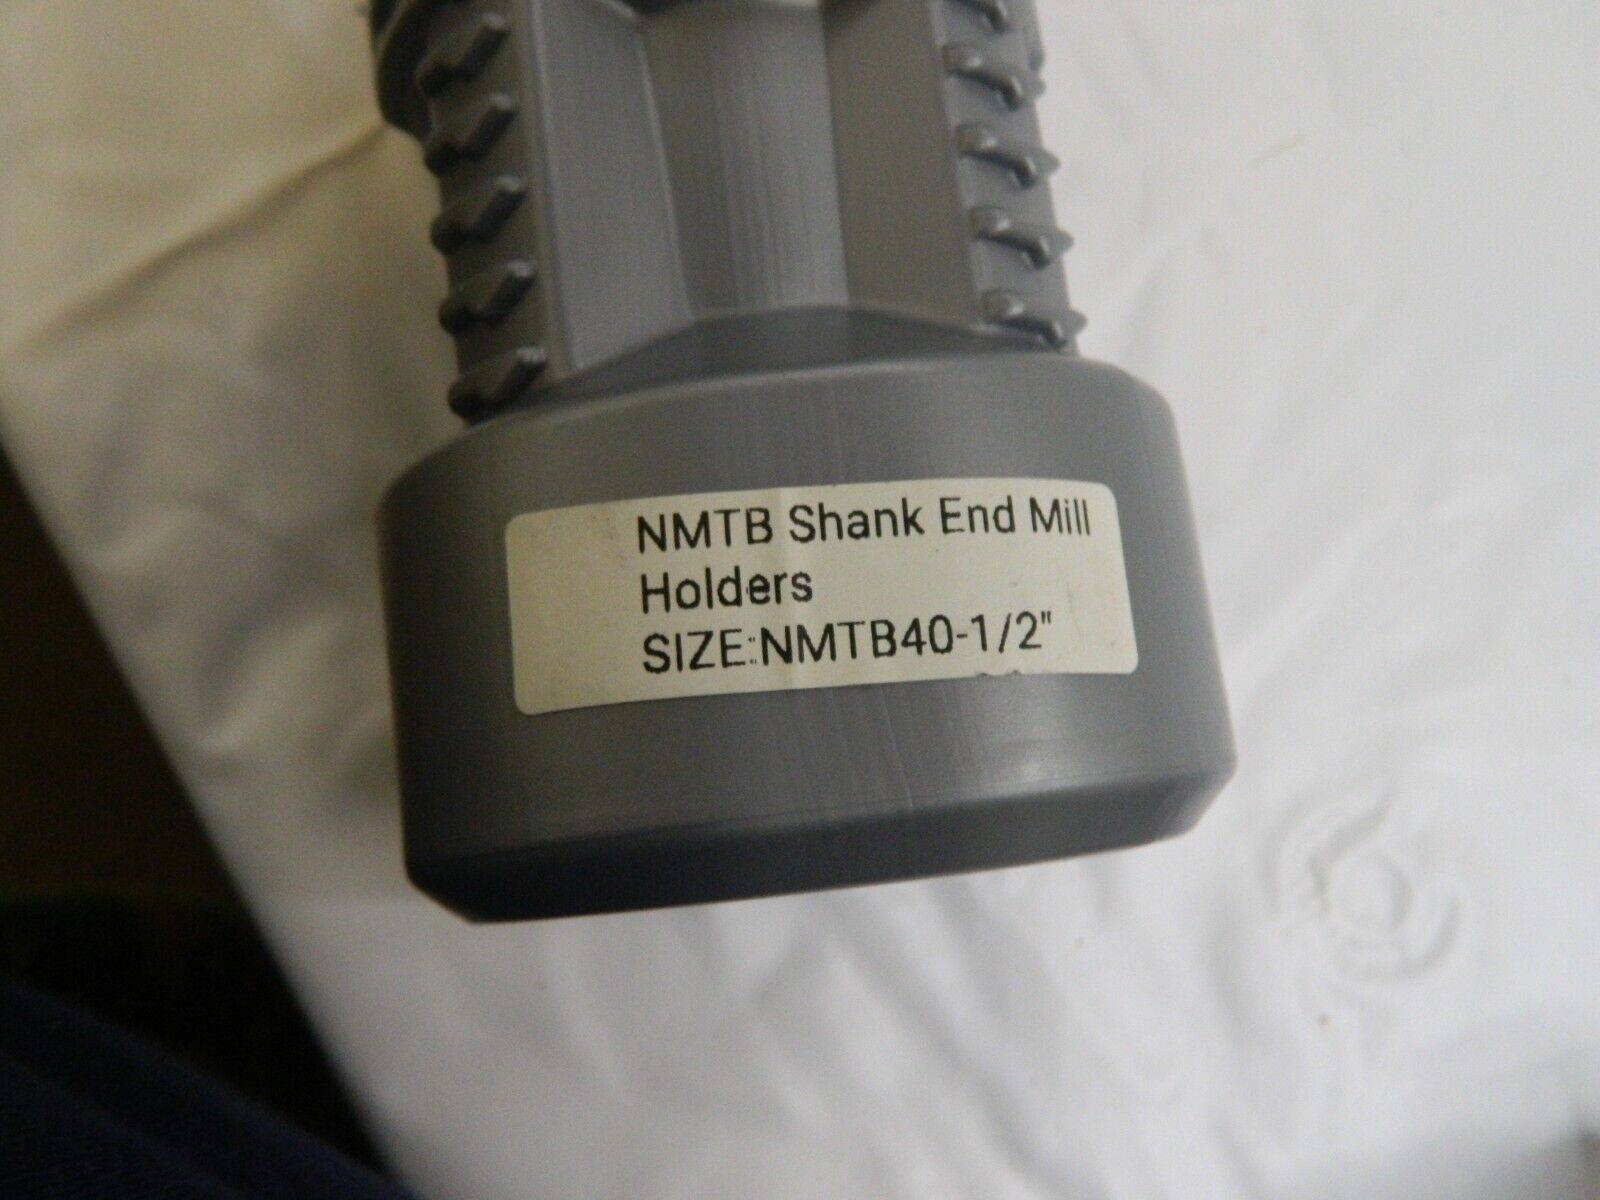 NMTB Shank End Mill
Holders
SIZE:NMTB40-1/2"